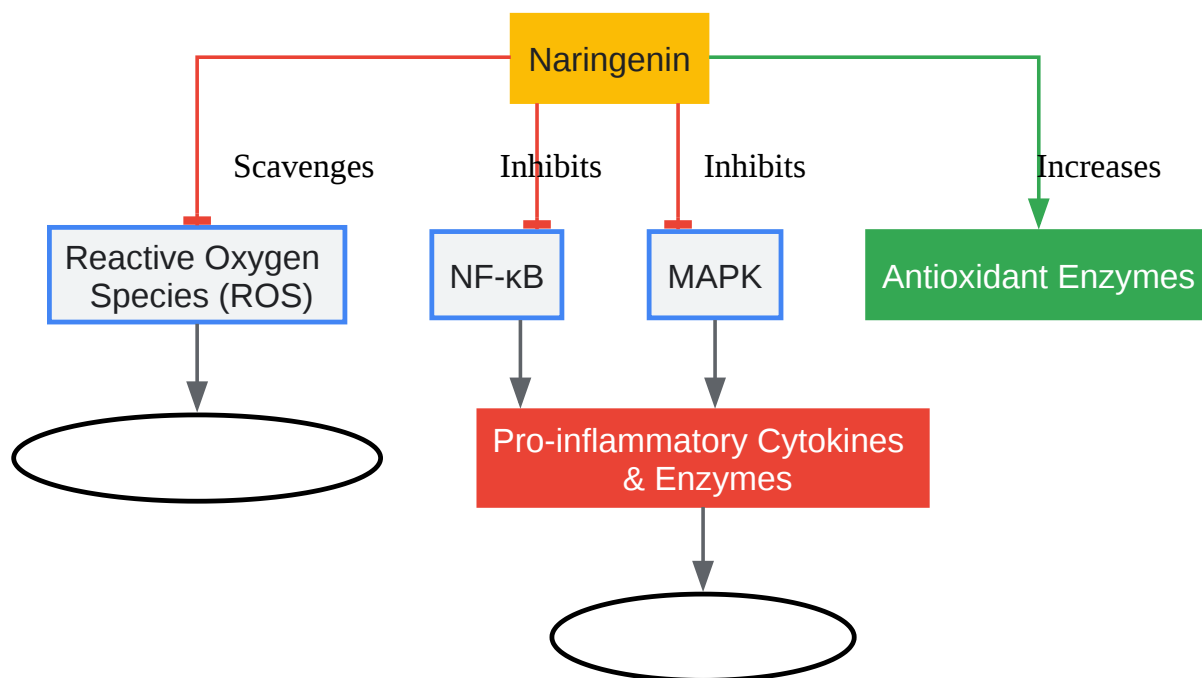 Naringenin
Scavenges
Inhibits
Inhibits
Increases
Reactive Oxygen
Species (ROS)
NF-κB
MAPK
Antioxidant Enzymes
Pro-inflammatory Cytokines
& Enzymes